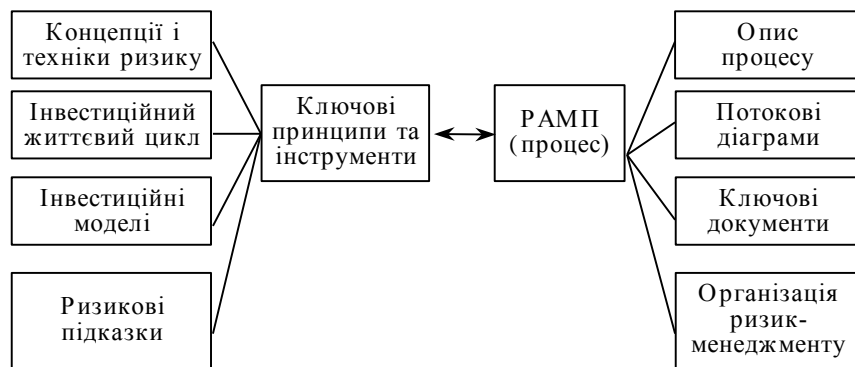 Концепції і
техніки ризику
Інвестиційний
життєвий цикл
Інвестиційні
моделі
Ризикові
підказки
Ключові
принципи та
інструменти
РАМП
(процес)
Опис
процесу
Потокові
діаграми
Ключові
документи
Організація
ризик-
менеджменту